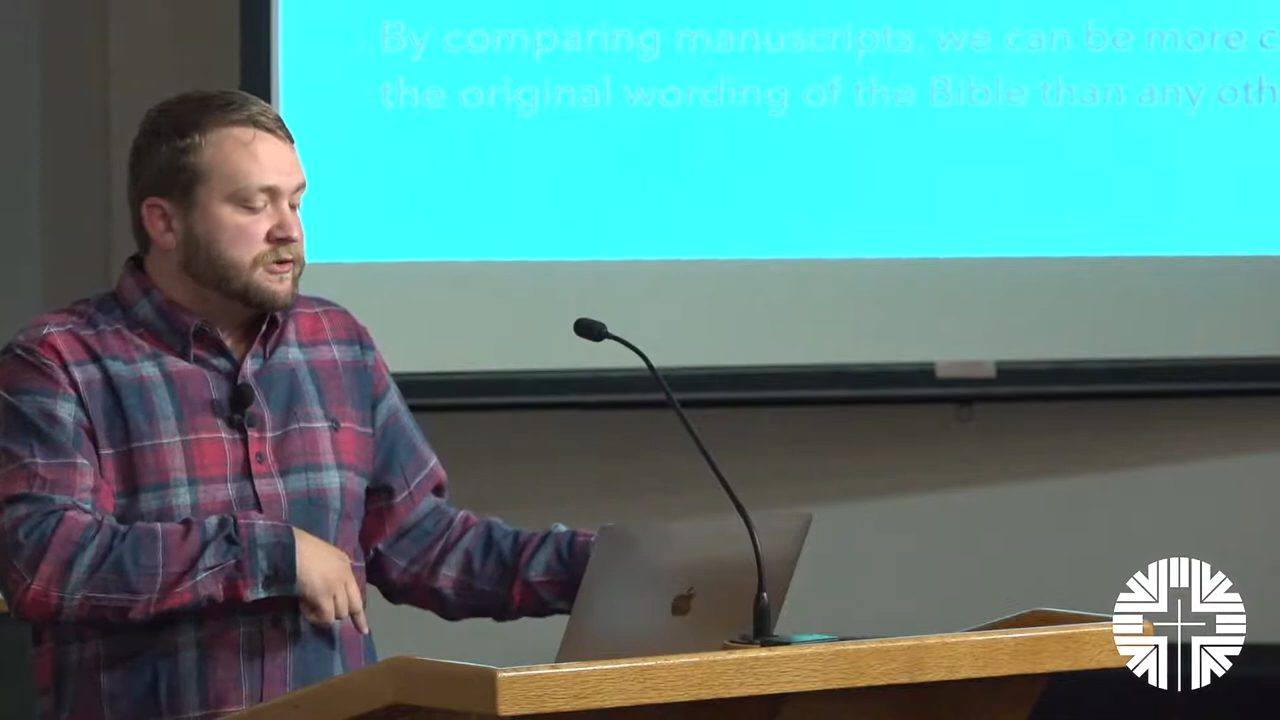 By comparing manuscripts, we can be more
the original wording of the Bible than any